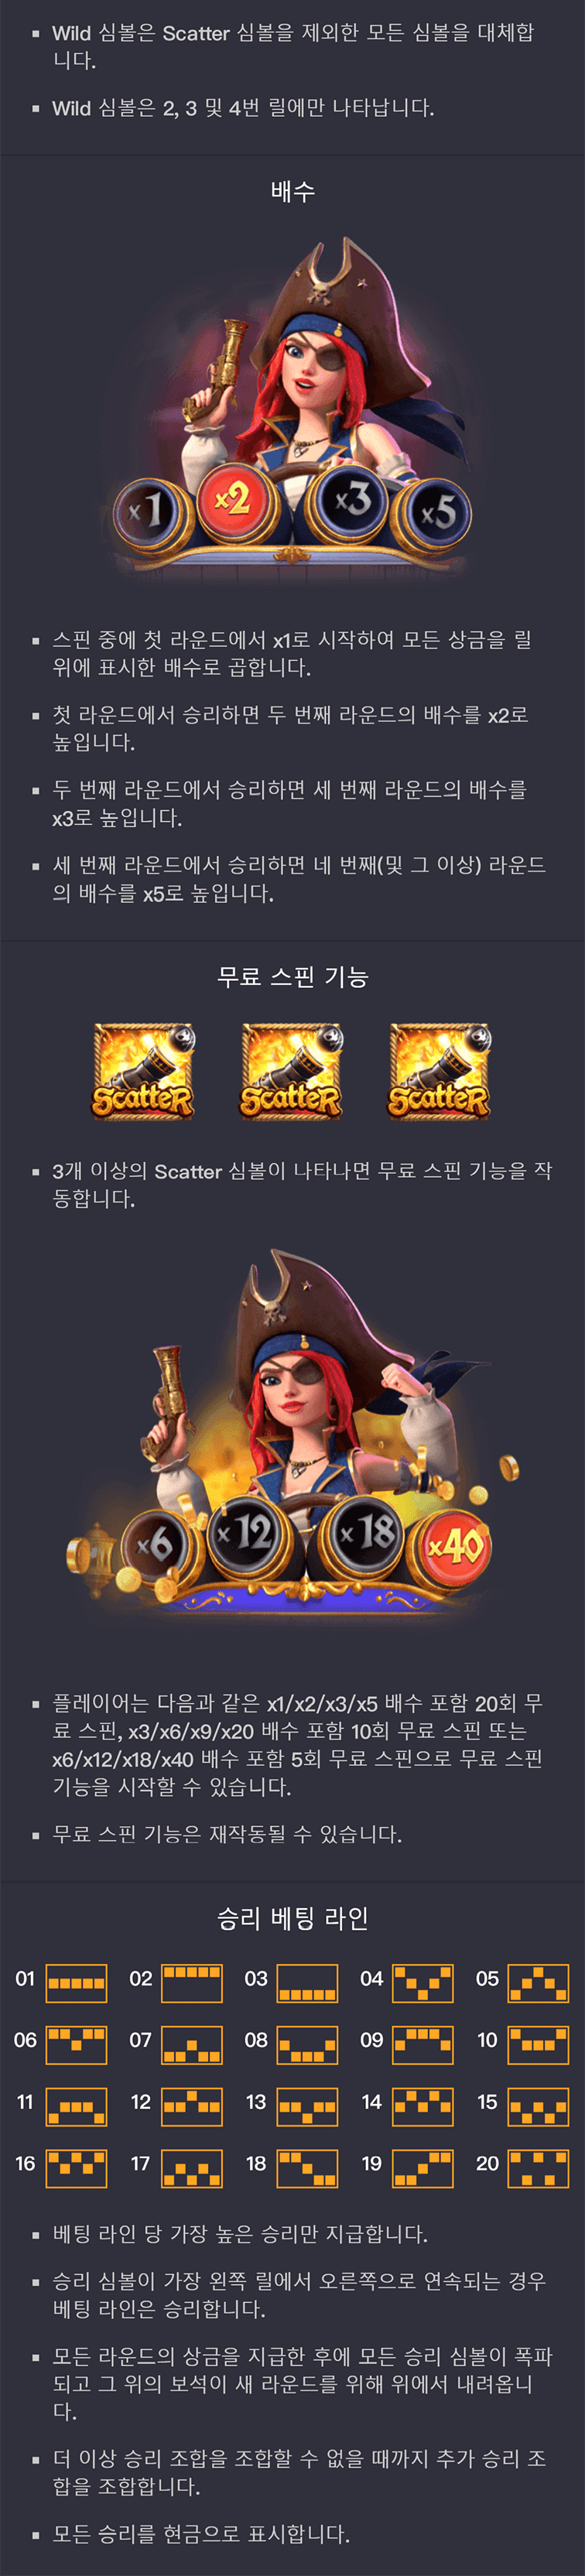 Wild 심볼은 Scatter 심볼을 제외한 모든 심볼을 대체합
니다.
Wild 심볼은 2, 3 및 4번 릴에만 나타납니다.
배수
x1 x2 x3 x5
스핀 중에 첫 라운드에서 x1로 시작하여 모든 상금을 릴
위에 표시한 배수로 곱합니다.
첫 라운드에서 승리하면 두 번째 라운드의 배수를 x2로
높입니다.
두 번째 라운드에서 승리하면 세 번째 라운드의 배수를
x3로 높입니다.
세 번째 라운드에서 승리하면 네 번째(및 그 이상) 라운드
의 배수를 x5로 높입니다.
무료 스핀 기능
Scatter Scatter Scatter
3개 이상의 Scatter 심볼이 나타나면 무료 스핀 기능을 작
동합니다.
x6 x12 x18 x40
플레이어는 다음과 같은 x1/x2/x3/x5 배수 포함 20회 무
료 스핀, x3/x6/x9/x20 배수 포함 10회 무료 스핀 또는
x6/x12/x18/x40 배수 포함 5회 무료 스핀으로 무료 스핀
기능을 시작할 수 있습니다.
무료 스핀 기능은 재작동될 수 있습니다.
승리 베팅 라인
01 02 03 04 05
06 07 08 09 10
11 12 13 14 15
16 17 18 19 20
베팅 라인 당 가장 높은 승리만 지급합니다.
승리 심볼이 가장 왼쪽 릴에서 오른쪽으로 연속되는 경우
베팅 라인은 승리합니다.
모든 라운드의 상금을 지급한 후에 모든 승리 심볼이 폭파
되고 그 위의 보석이 새 라운드를 위해 위에서 내려옵니
다.
더 이상 승리 조합을 조합할 수 없을 때까지 추가 승리 조
합을 조합합니다.
모든 승리를 현금으로 표시합니다.